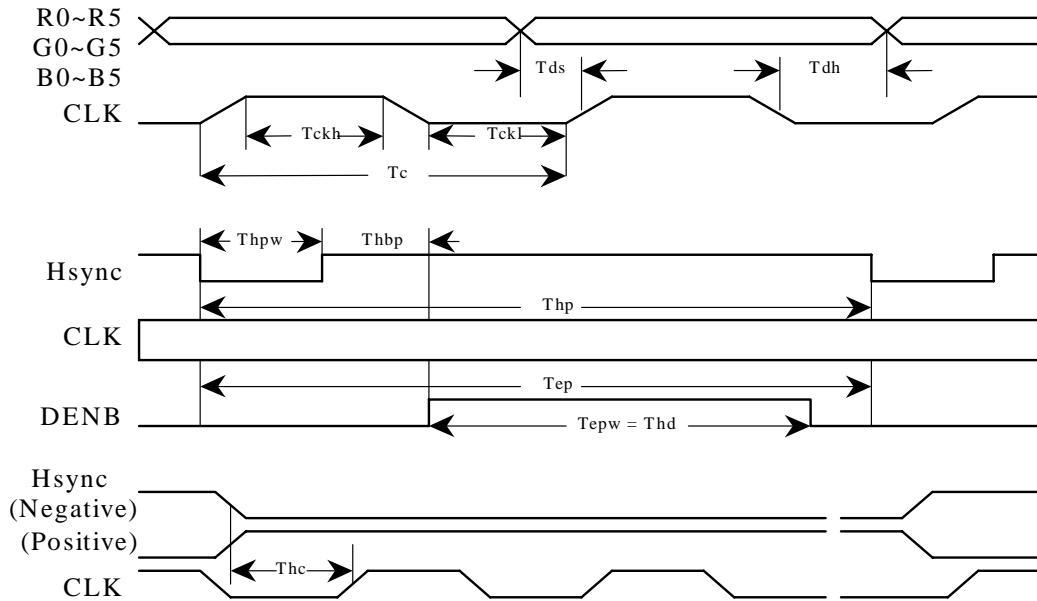 R0~R5
G0~G5
B0~B5
Tds
Tdh
CLK
Tckh
Tckl
Tc
Thpw
Thbp
Hsync
Thp
CLK
Tep
DENB
Tepw = Thd
Hsync
(Negative)
(Positive)
Thc
CLK